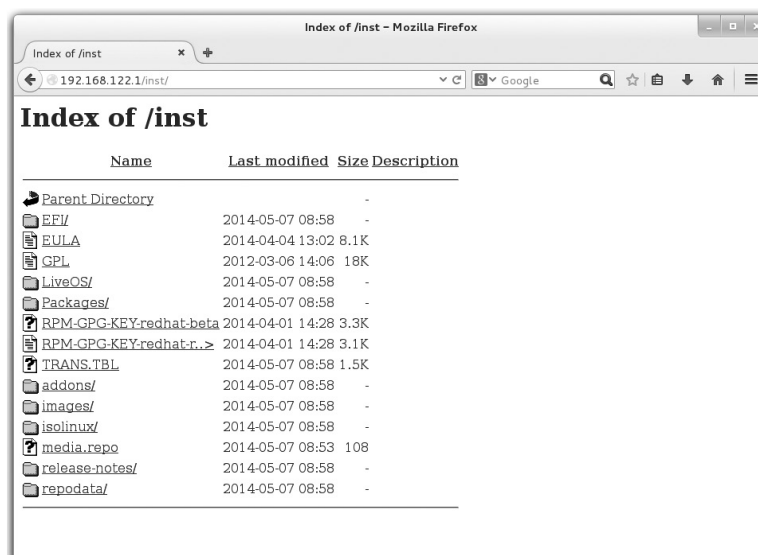 Index of /inst - Mozilla Firefox
Index of /inst
192.168.122.1/inst/
8 Google
Index of /inst
Name Last modified Size Description
Parent Directory -
EFI/ 2014-05-07 08:58 -
EULA 2014-04-04 13:02 8.1K
GPL 2012-03-06 14:06 18K
LiveOS/ 2014-05-07 08:58 -
Packages/ 2014-05-07 08:58 -
RPM-GPG-KEY-redhat-beta 2014-04-01 14:28 3.3K
RPM-GPG-KEY-redhat-r..> 2014-04-01 14:28 3.1K
TRANS.TBL 2014-05-07 08:58 1.5K
addons/ 2014-05-07 08:58 -
images/ 2014-05-07 08:58 -
isolinux/ 2014-05-07 08:58 -
media.repo 2014-05-07 08:53 108
release-notes/ 2014-05-07 08:58 -
repodata/ 2014-05-07 08:58 -